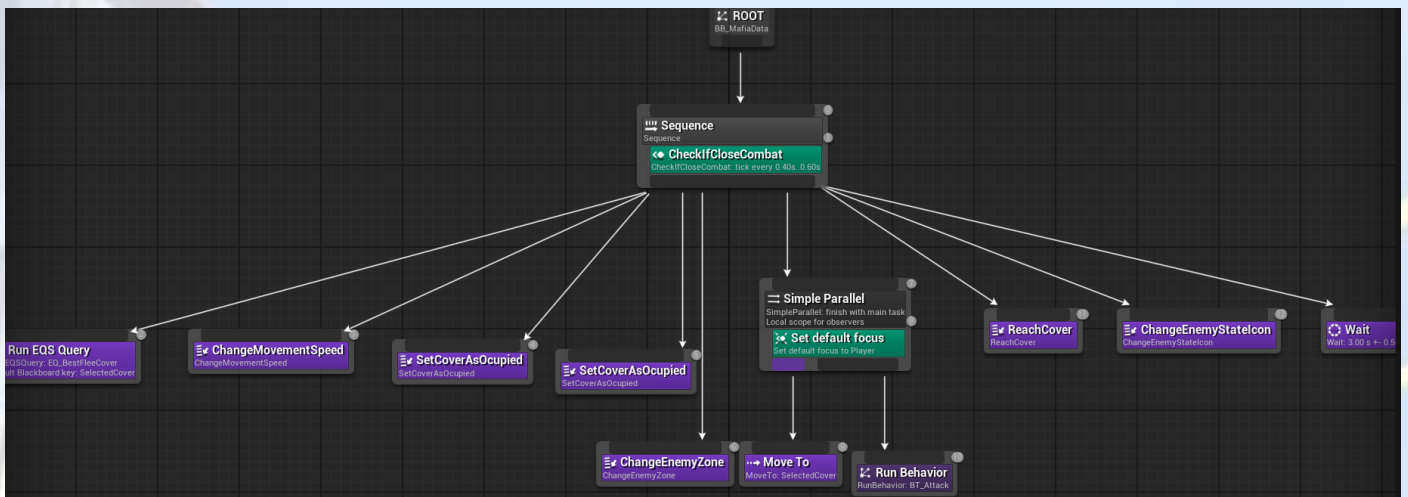 ROOT
BB_MafiaData
Sequence
Sequence
CheckIfCloseCombat
CheckIfCloseCombat: tick every 0.40s..0.60s
Run EQS Query
EQSQuery: EQ_BestFleeCover
ult Blackboard key: SelectedCover
ChangeMovementSpeed
ChangeMovementSpeed
SetCoverAsOcupied
SetCoverAsOcupied
SetCoverAsOcupied
SetCoverAsOcupied
ChangeEnemyZone
ChangeEnemyZone
Simple Parallel
SimpleParallel: finish with main task
Local scope for observers
Set default focus
Set default focus to Player
Move To
MoveTo: SelectedCover
Run Behavior
RunBehavior: BT_Attack
ReachCover
ReachCover
ChangeEnemyStateIcon
ChangeEnemyStateIcon
Wait
Wait: 3.00 s +- 0.5